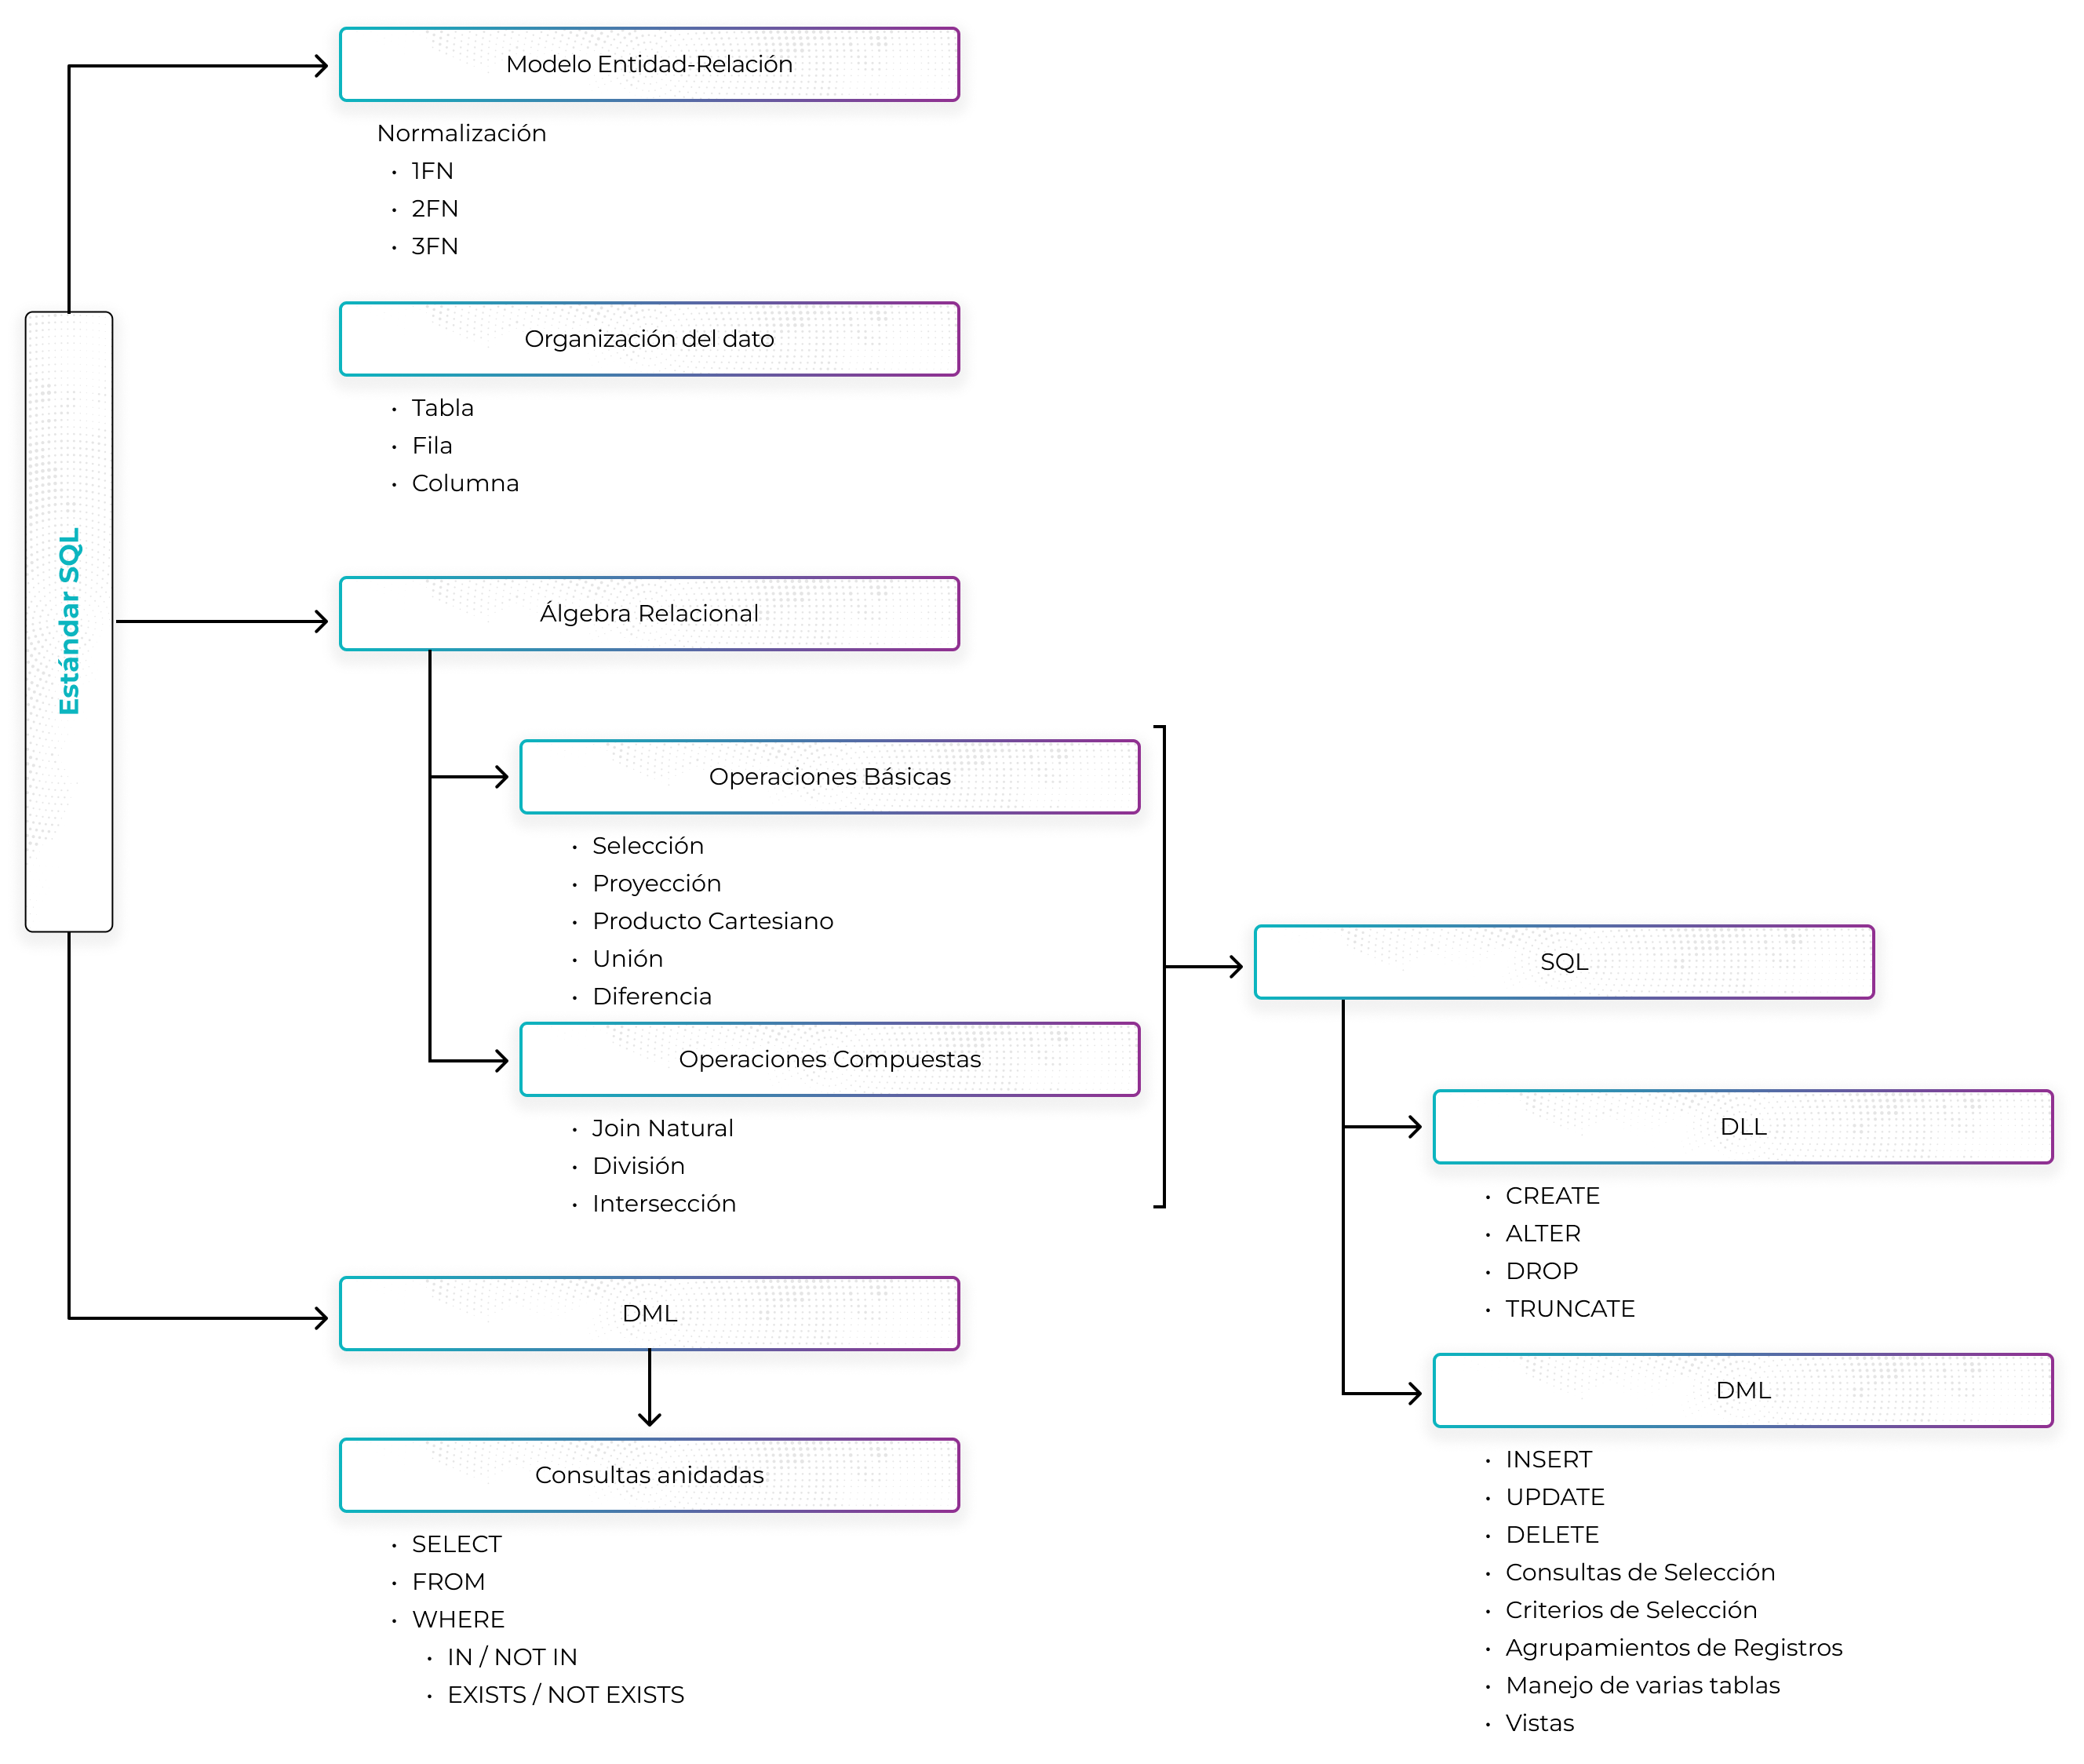 Estándar SQL
Modelo Entidad-Relación
Normalización
• 1FN
• 2FN
• 3FN
Organización del dato
• Tabla
• Fila
• Columna
Álgebra Relacional
Operaciones Básicas
• Selección
• Proyección
• Producto Cartesiano
• Unión
• Diferencia
Operaciones Compuestas
• Join Natural
• División
• Intersección
SQL
DLL
• CREATE
• ALTER
• DROP
• TRUNCATE
DML
• INSERT
• UPDATE
• DELETE
• Consultas de Selección
• Criterios de Selección
• Agrupamientos de Registros
• Manejo de varias tablas
• Vistas
DML
Consultas anidadas
• SELECT
• FROM
• WHERE
• IN / NOT IN
• EXISTS / NOT EXISTS